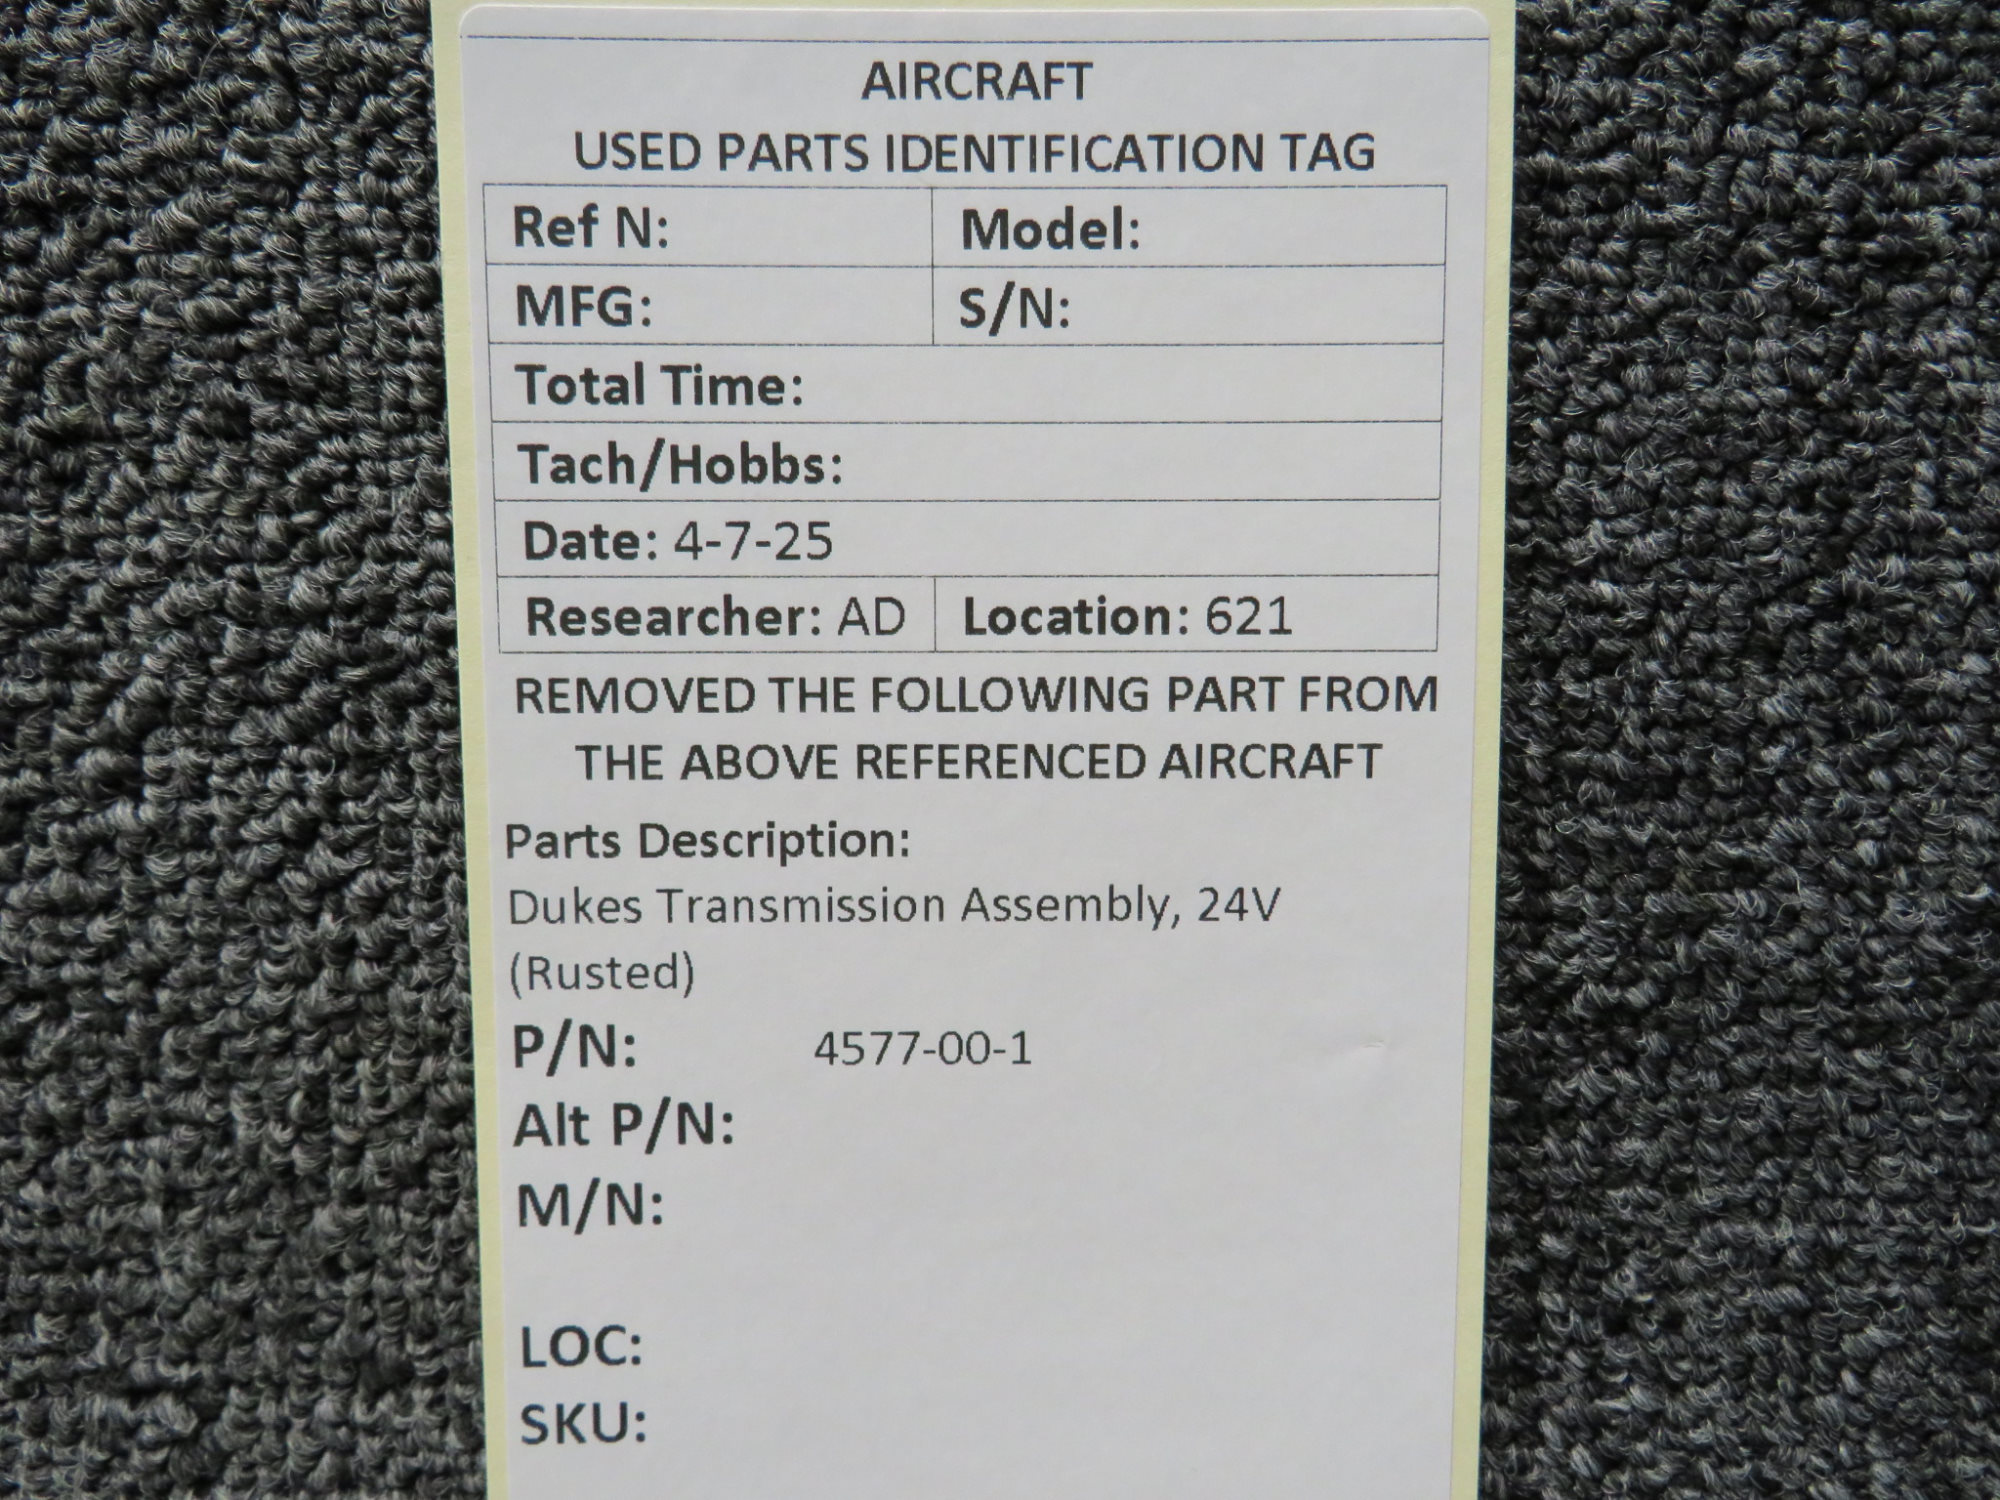 AIRCRAFT
USED PARTS IDENTIFICATION TAG
Ref N: Model:
MFG: S/N:
Total Time:
Tach/Hobbs:
Date: 4-7-25
Researcher: AD Location: 621
REMOVED THE FOLLOWING PART FROM
THE ABOVE REFERENCED AIRCRAFT
Parts Description:
Dukes Transmission Assembly, 24V
(Rusted)
P/N: 4577-00-1
Alt P/N:
M/N:
LOC:
SKU: